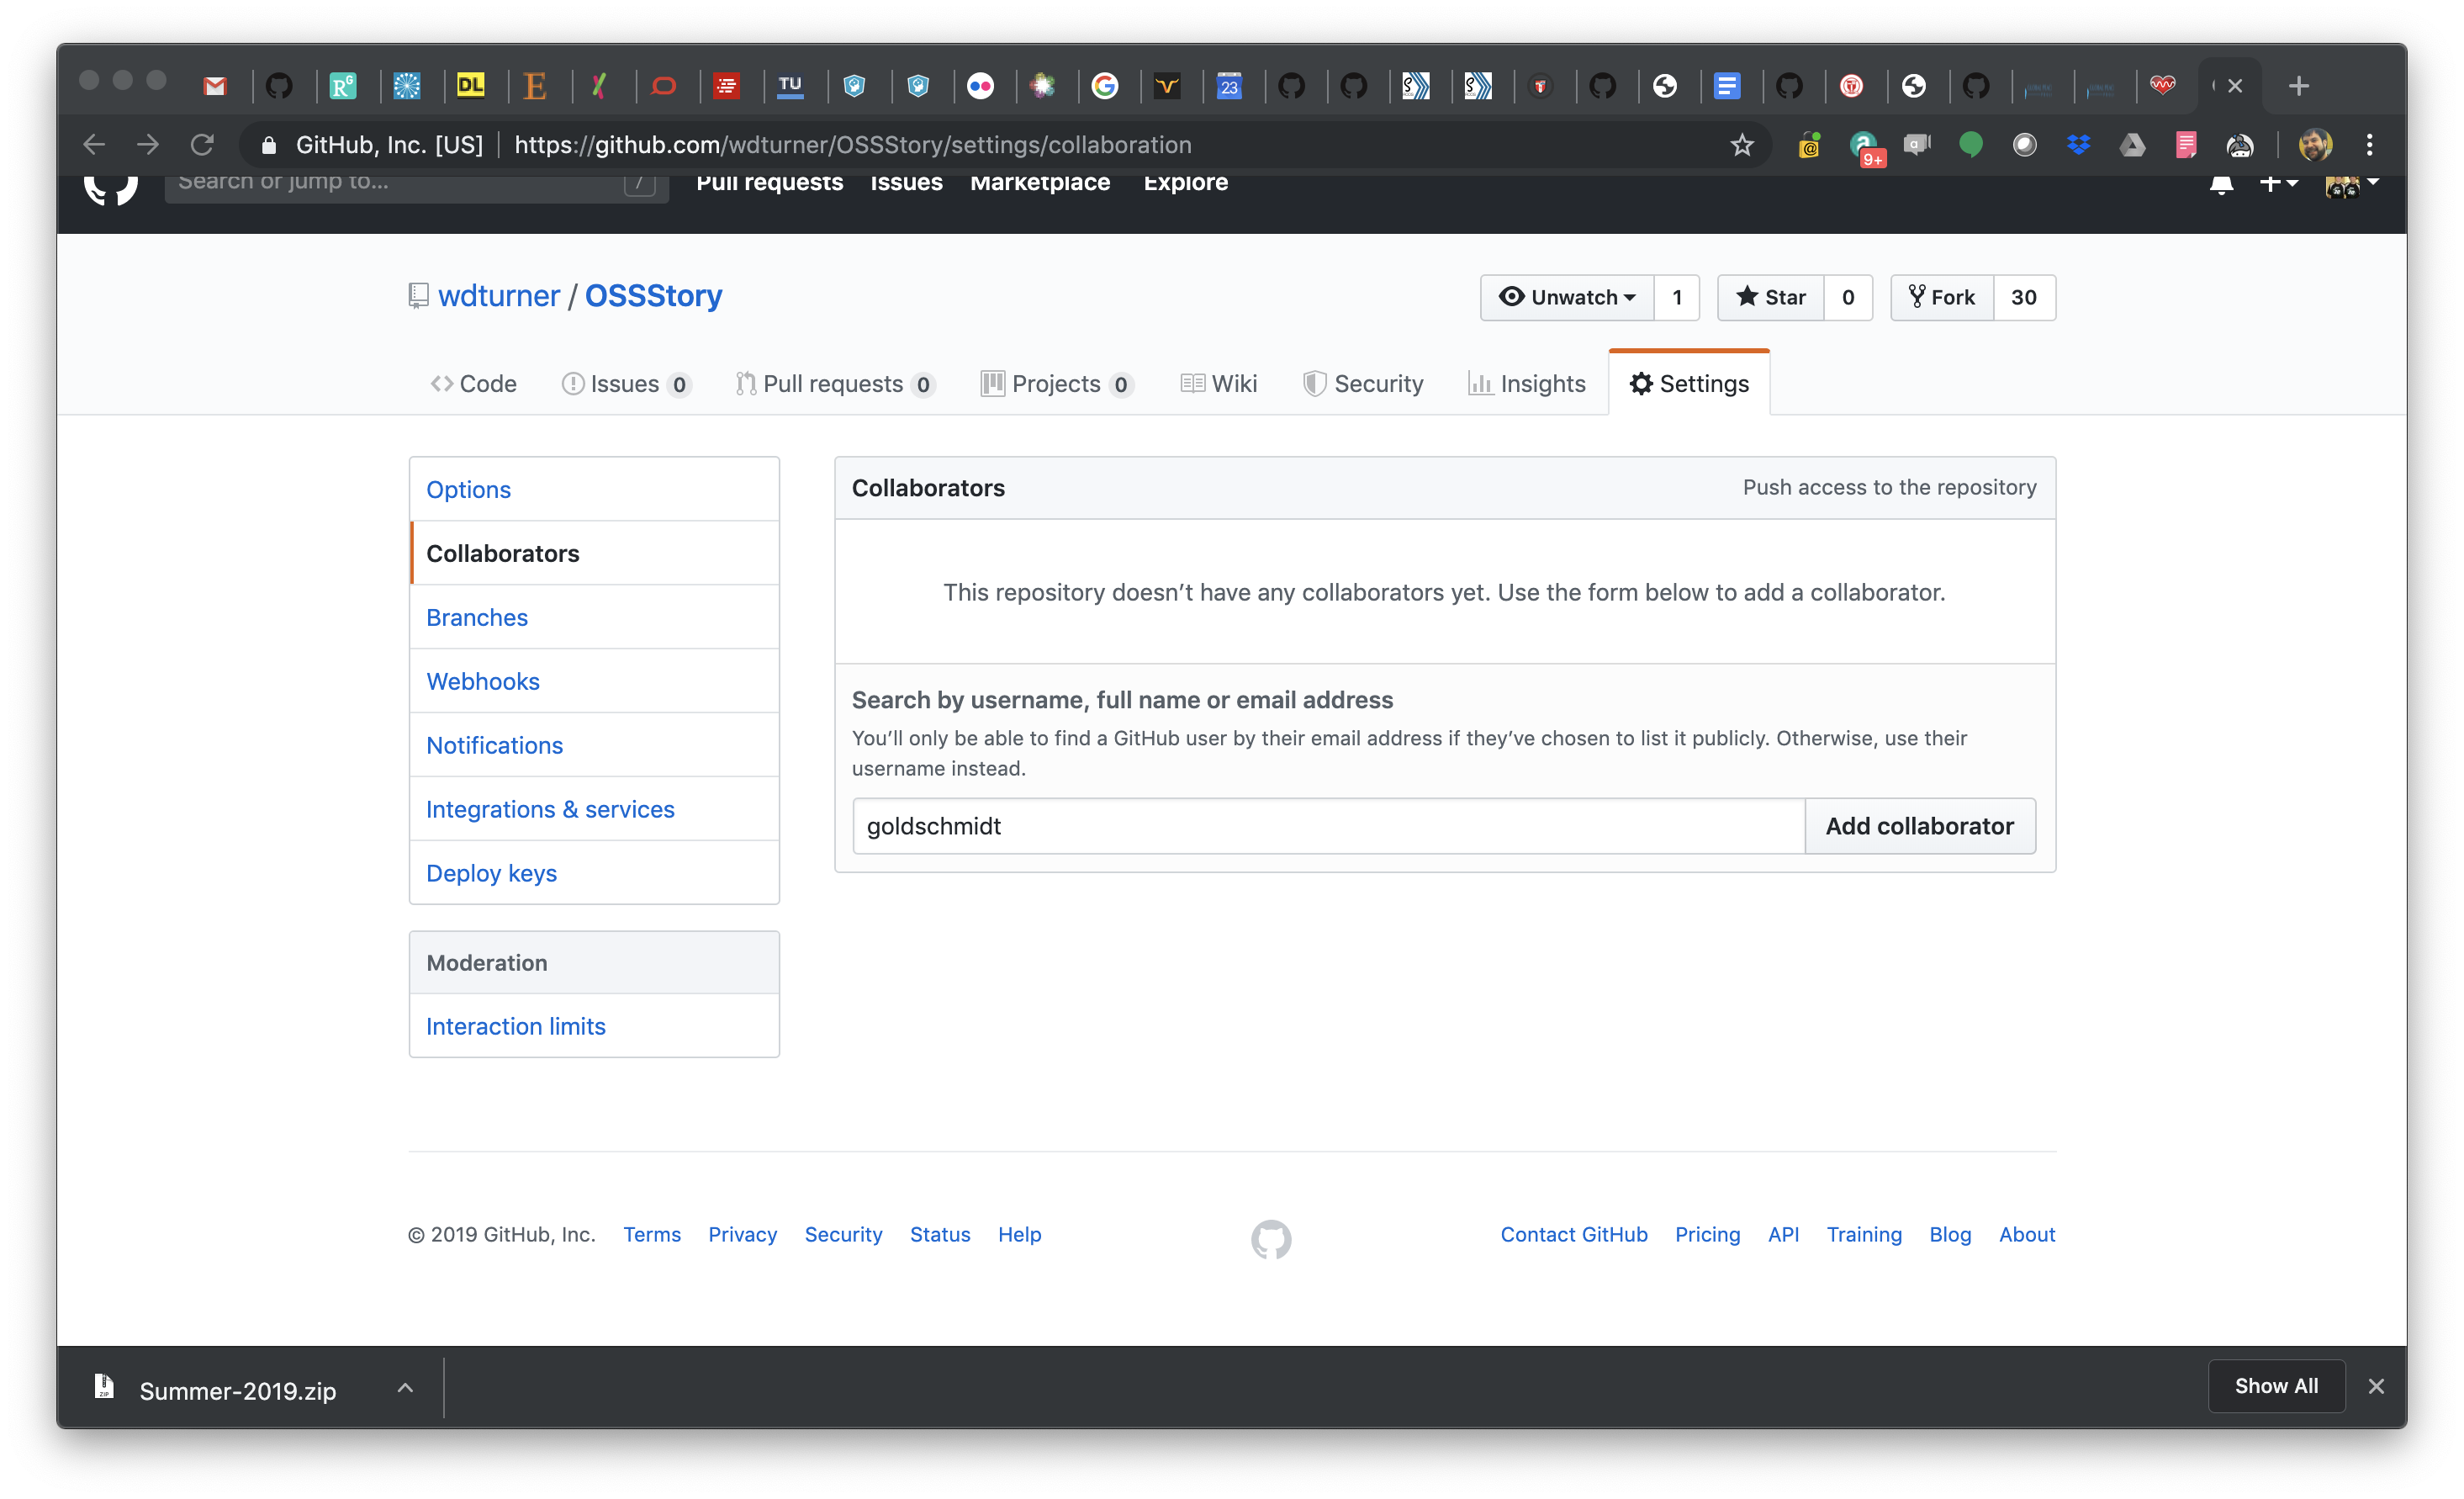 DL
E
TU
23
GitHub, Inc. [US] | https://github.com/wdturner/OSSStory/settings/collaboration
9+
Search or jump to... /
Pull requests Issues Marketplace Explore
wdturner / OSSStory
Unwatch 1 Star 0 Fork 30
Code Issues 0 Pull requests 0 Projects 0 Wiki Security Insights Settings
Options
Collaborators
Branches
Webhooks
Notifications
Integrations & services
Deploy keys
Moderation
Interaction limits
Collaborators Push access to the repository
This repository doesn’t have any collaborators yet. Use the form below to add a collaborator.
Search by username, full name or email address
You’ll only be able to find a GitHub user by their email address if they’ve chosen to list it publicly. Otherwise, use their
username instead.
goldschmidt Add collaborator
© 2019 GitHub, Inc. Terms Privacy Security Status Help Contact GitHub Pricing API Training Blog About
Summer-2019.zip Show All